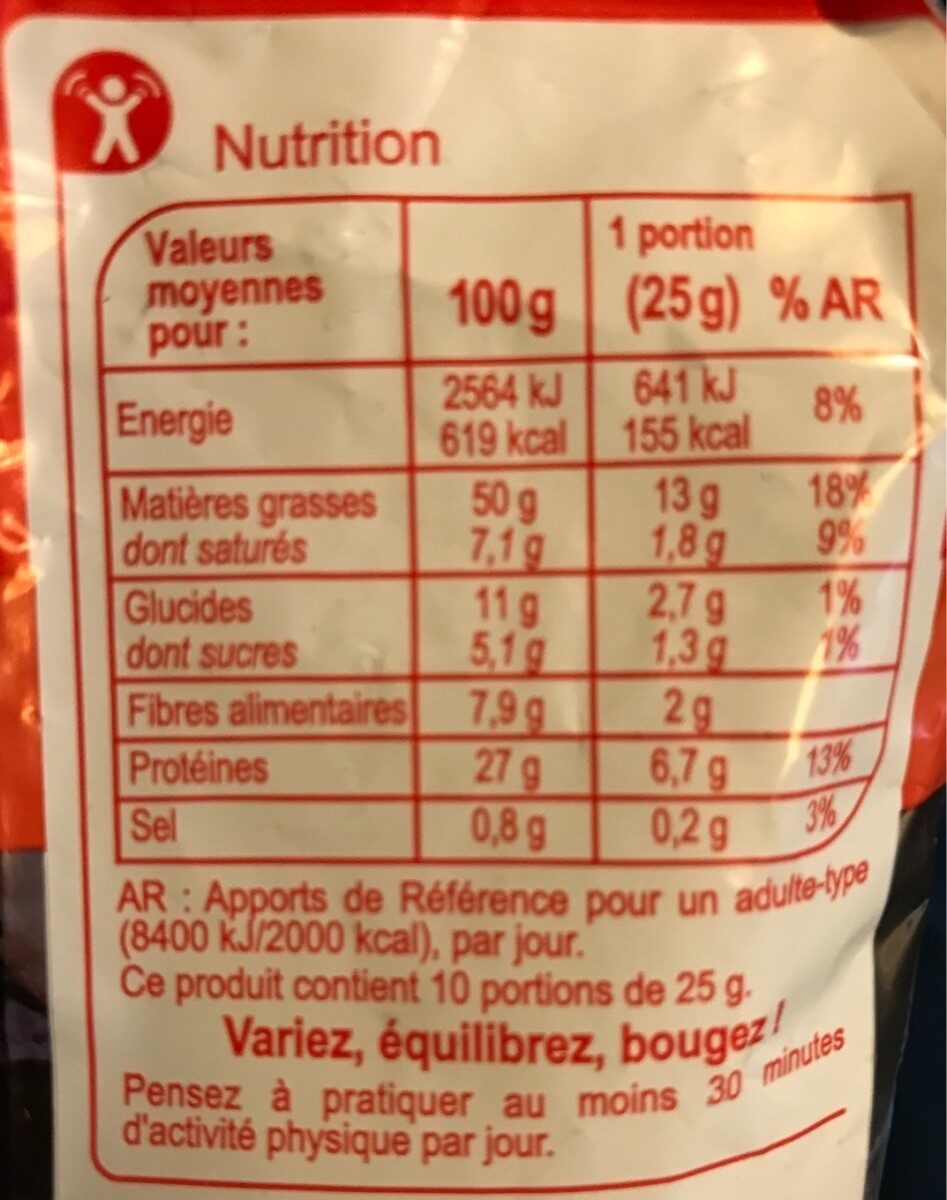 Nutrition
Valeurs moyennes pour :
100 g
1 portion (25 g) % AR
Energie 2564 kJ 641 kJ 8%
619 kcal 155 kcal
Matières grasses 50 g 13 g 18%
dont saturés 7,1 g 1,8 g 9%
Glucides 11 g 2,7 g 1%
dont sucres 5,1 g 1,3 g 1%
Fibres alimentaires 7,9 g 2 g
Protéines 27 g 6,7 g 13%
Sel 0,8 g 0,2 g 3%
AR : Apports de Référence pour un adulte-type
(8400 kJ/2000 kcal), par jour.
Ce produit contient 10 portions de 25 g.
Variez, équilibrez, bougez !
Pensez à pratiquer au moins 30 minutes
d'activité physique par jour.